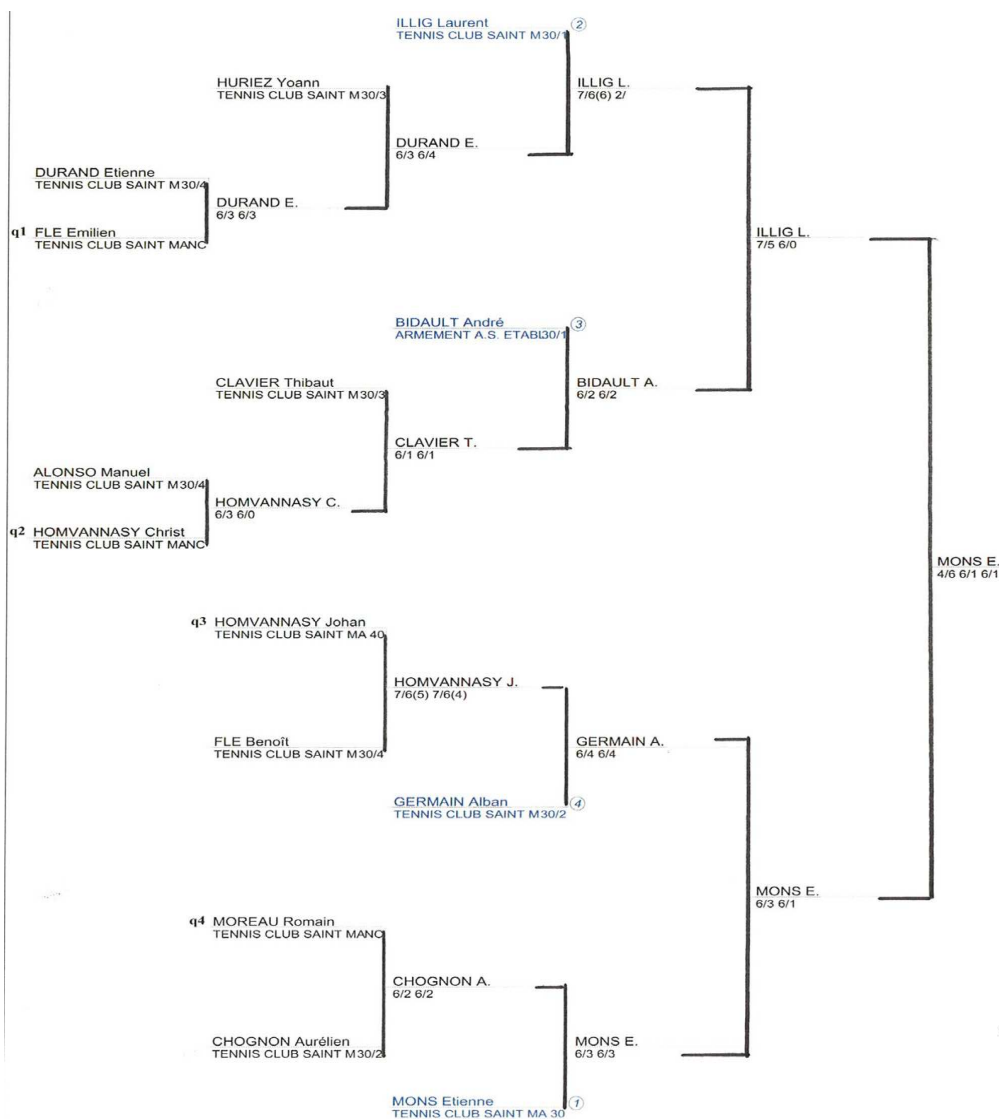 ILLIG Laurent ②
TENNIS CLUB SAINT M30/1
HURIEZ Yoann
TENNIS CLUB SAINT M30/3
ILLIG L.
7/6(6) 2/
DURAND E.
6/3 6/4
DURAND Etienne
TENNIS CLUB SAINT M30/4
DURAND E.
6/3 6/3
q1 FLE Emilien
TENNIS CLUB SAINT MANC
ILLIG L.
7/5 6/0
BIDAULT André ③
ARMEMENT A.S. ETABL30/1
CLAVIER Thibaut
TENNIS CLUB SAINT M30/3
BIDAULT A.
6/2 6/2
CLAVIER T.
6/1 6/1
ALONSO Manuel
TENNIS CLUB SAINT M30/4
HOMVANNASY C.
6/3 6/0
q2 HOMVANNASY Christ
TENNIS CLUB SAINT MANC
MONS E.
4/6 6/1 6/1
q3 HOMVANNASY Johan
TENNIS CLUB SAINT MA 40
HOMVANNASY J.
7/6(5) 7/6(4)
FLE Benoît
TENNIS CLUB SAINT M30/4
GERMAIN A.
6/4 6/4
GERMAIN Alban ④
TENNIS CLUB SAINT M30/2
MONS E.
6/3 6/1
q4 MOREAU Romain
TENNIS CLUB SAINT MANC
CHOGNON A.
6/2 6/2
CHOGNON Aurélien
TENNIS CLUB SAINT M30/2
MONS E.
6/3 6/3
MONS Etienne ①
TENNIS CLUB SAINT MA 30